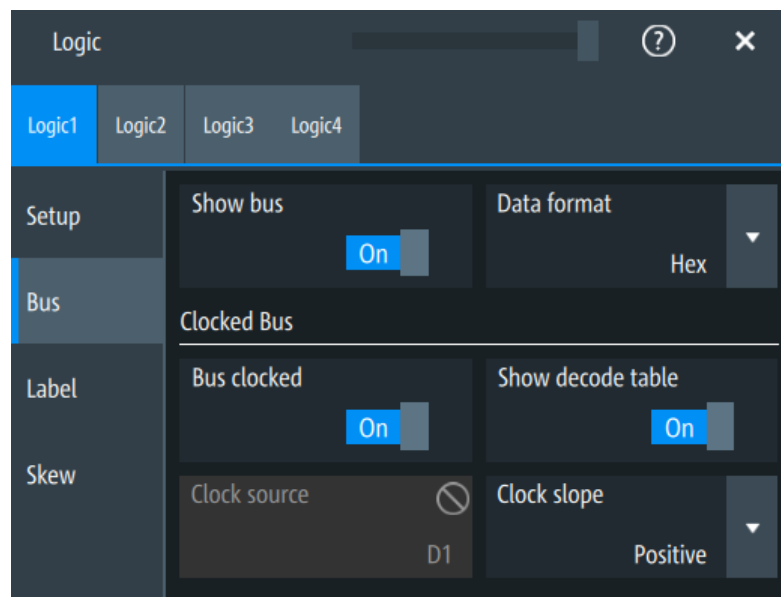 Logic
Logic1 Logic2 Logic3 Logic4
Setup
Bus
Label
Skew
Show bus
On
Data format
Hex
Clocked Bus
Bus clocked
On
Show decode table
On
Clock source
D1
Clock slope
Positive